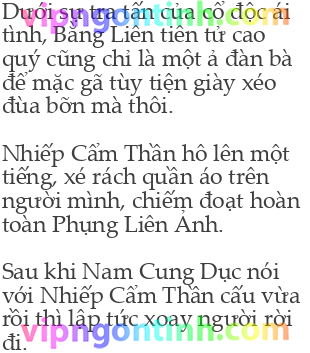 Dưới sự tra tấn của cổ độc ái
tình, Băng Liên tiên tử cao
quý cũng chỉ là một ả đàn bà
để mặc gã tùy tiện giày xéo
đùa bỡn mà thôi.
Nhiếp Cẩm Thần hô lên một
tiếng, xé rách quần áo trên
người mình, chiếm đoạt hoàn
toàn Phụng Liên Ảnh.
Sau khi Nam Cung Dục nói
với Nhiếp Cẩm Thần câu vừa
rồi thì lập tức xoay người rời
đi.
vipngontinh.com
vipngontinh.com